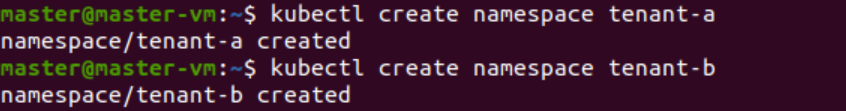 master@master-vm:~$ kubectl create namespace tenant-a
namespace/tenant-a created
master@master-vm:~$ kubectl create namespace tenant-b
namespace/tenant-b created